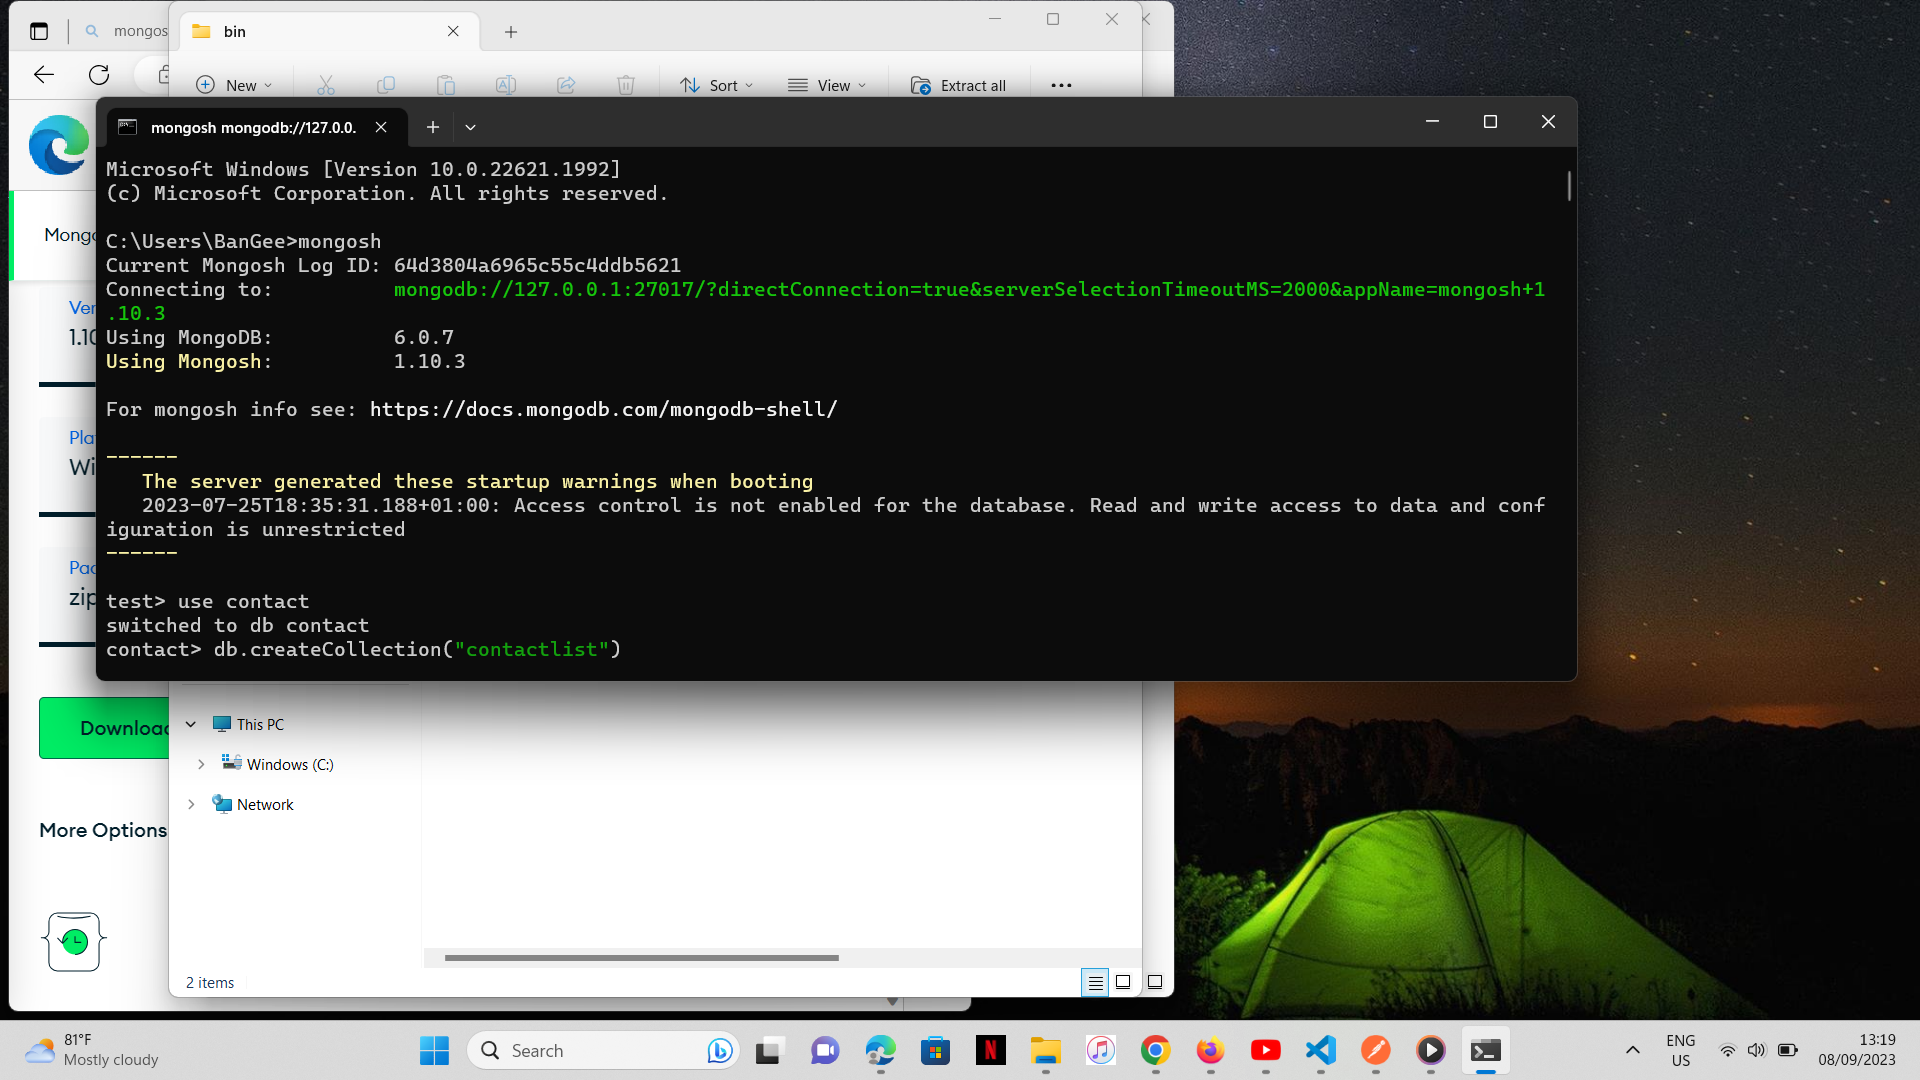 mongos
bin
New
Sort
View
Extract all
mongosh mongodb://127.0.0.
Microsoft Windows [Version 10.0.22621.1992]
(c) Microsoft Corporation. All rights reserved.
C:\Users\BanGee>mongosh
Current Mongosh Log ID: 64d3804a6965c55c4ddb5621
Connecting to: mongodb://127.0.0.1:27017/?directConnection=true&serverSelectionTimeoutMS=2000&appName=mongosh+1
.10.3
Using MongoDB: 6.0.7
Using Mongosh: 1.10.3
For mongosh info see: https://docs.mongodb.com/mongodb-shell/
------
The server generated these startup warnings when booting
2023-07-25T18:35:31.188+01:00: Access control is not enabled for the database. Read and write access to data and conf
iguration is unrestricted
------
test> use contact
switched to db contact
contact> db.createCollection("contactlist")
Mongo
Ver
1.10
Pla
Wi
Pac
zip
Download
More Options
This PC
Windows (C:)
Network
2 items
81°F
Mostly cloudy
Search
N
ENG
US
13:19
08/09/2023